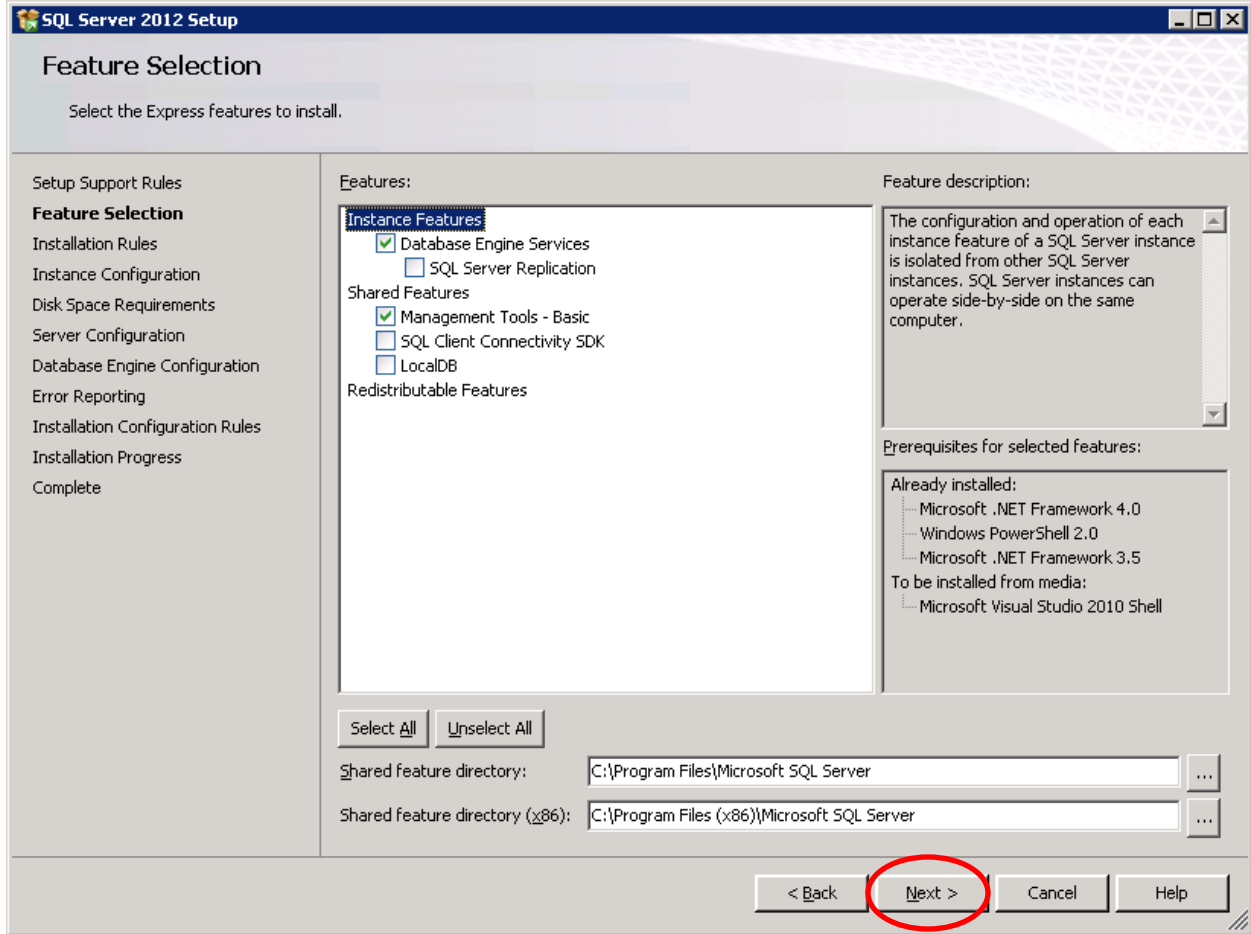 SQL Server 2012 Setup
Feature Selection
Select the Express features to install.
Setup Support Rules
Feature Selection
Installation Rules
Instance Configuration
Disk Space Requirements
Server Configuration
Database Engine Configuration
Error Reporting
Installation Configuration Rules
Installation Progress
Complete
Features:
Instance Features
Database Engine Services
SQL Server Replication
Shared Features
Management Tools - Basic
SQL Client Connectivity SDK
LocalDB
Redistributable Features
Feature description:
The configuration and operation of each
instance feature of a SQL Server instance
is isolated from other SQL Server
instances. SQL Server instances can
operate side-by-side on the same
computer.
Prerequisites for selected features:
Already installed:
Microsoft .NET Framework 4.0
Windows PowerShell 2.0
Microsoft .NET Framework 3.5
To be installed from media:
Microsoft Visual Studio 2010 Shell
Select All Unselect All
Shared feature directory: C:\Program Files\Microsoft SQL Server ...
Shared feature directory (x86): C:\Program Files (x86)\Microsoft SQL Server ...
< Back Next > Cancel Help